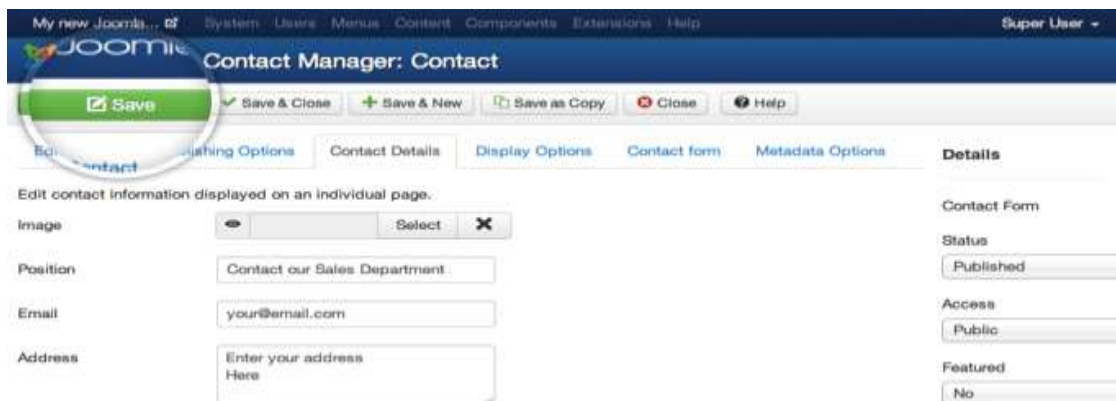 My new Joomla... System Users Menus Content Components Extensions Help Super User
Contact Manager: Contact
Save Save & Close Save & New Save as Copy Close Help
Publishing Options Contact Details Display Options Contact form Metadata Options Details
Edit contact information displayed on an individual page.
Contact Form
Image Select
Status
Position Contact our Sales Department Published
Access
Email your@email.com
Public
Address Enter your address
Here
Featured
No